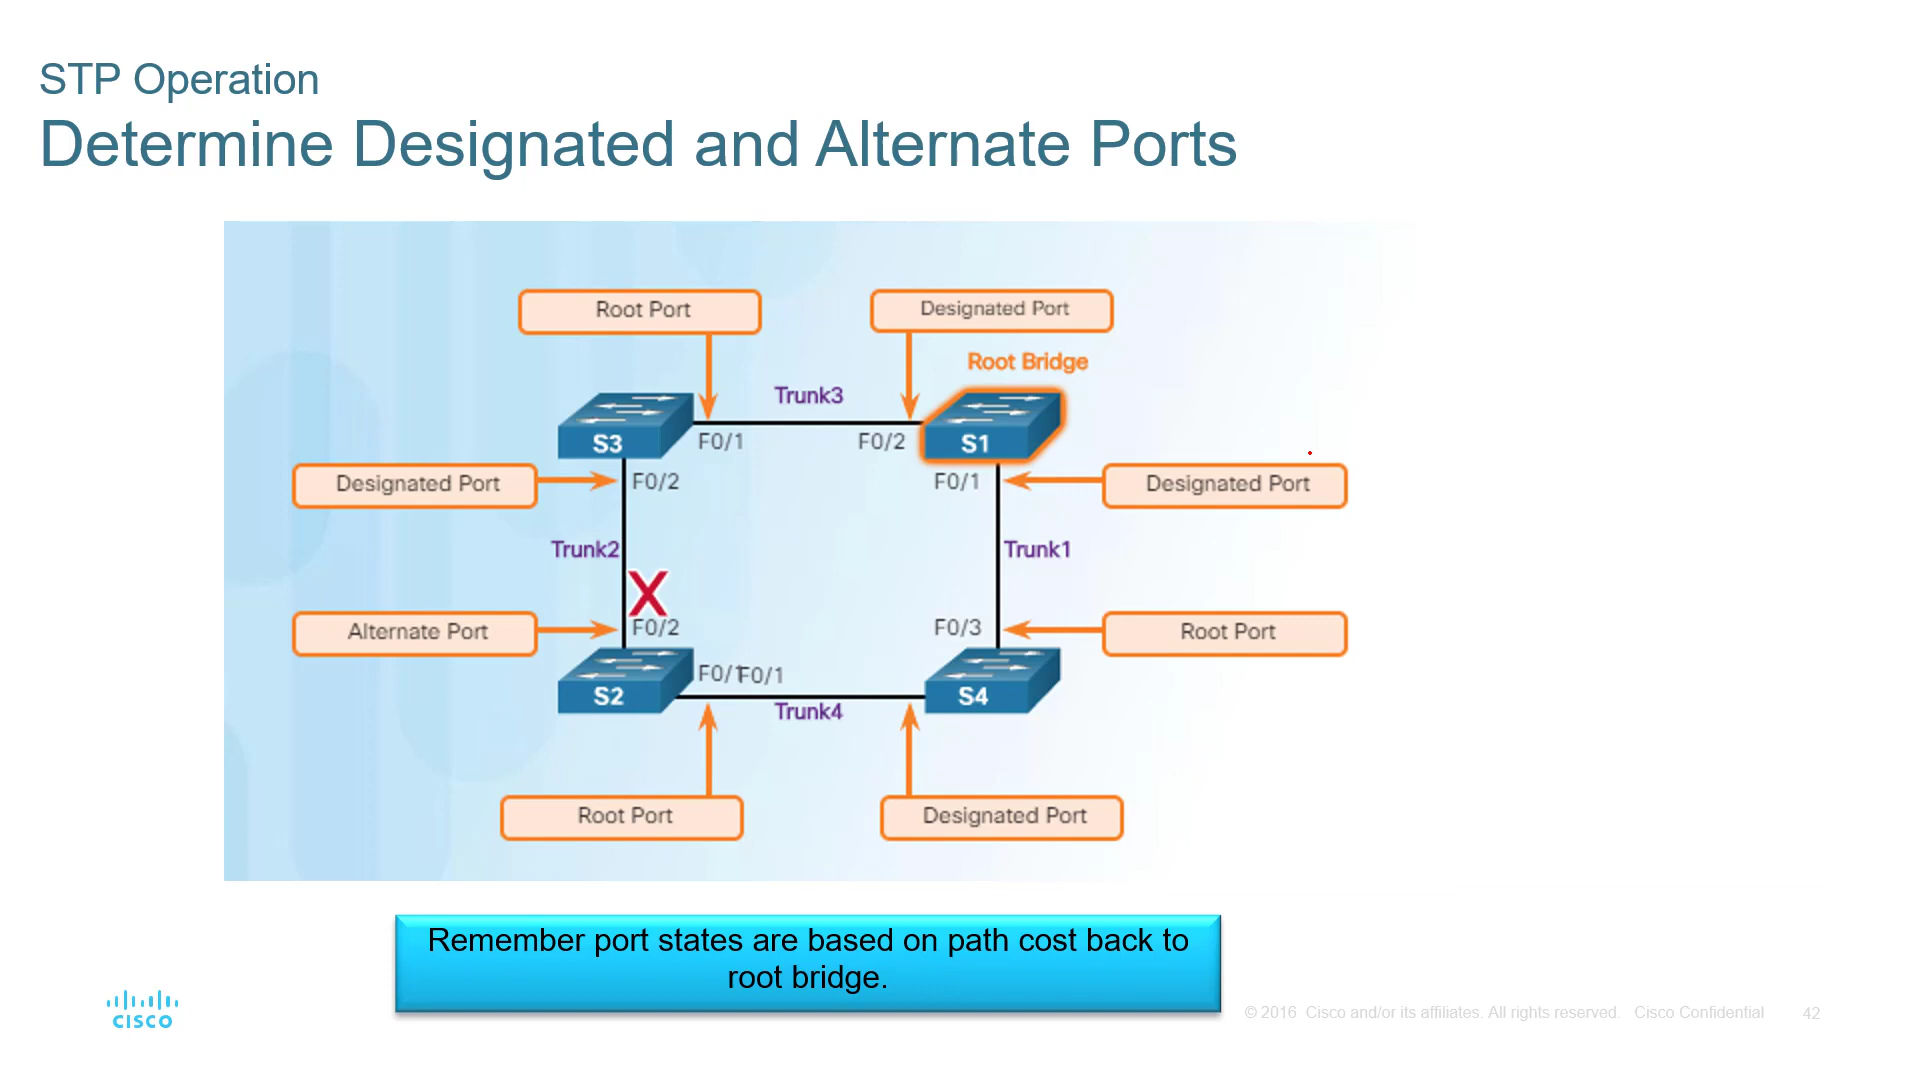 STP Operation
Determine Designated and Alternate Ports
Root Port
Designated Port
Root Bridge
Trunk3
S3
F0/1
F0/2
S1
Designated Port
F0/2
F0/1
Designated Port
Trunk2
Trunk1
X
Alternate Port
F0/2
F0/3
Root Port
S2
F0/1
F0/1
S4
Trunk4
Root Port
Designated Port
Remember port states are based on path cost back to
root bridge.
CISCO
© 2016 Cisco and/or its affiliates. All rights reserved. Cisco Confidential
42